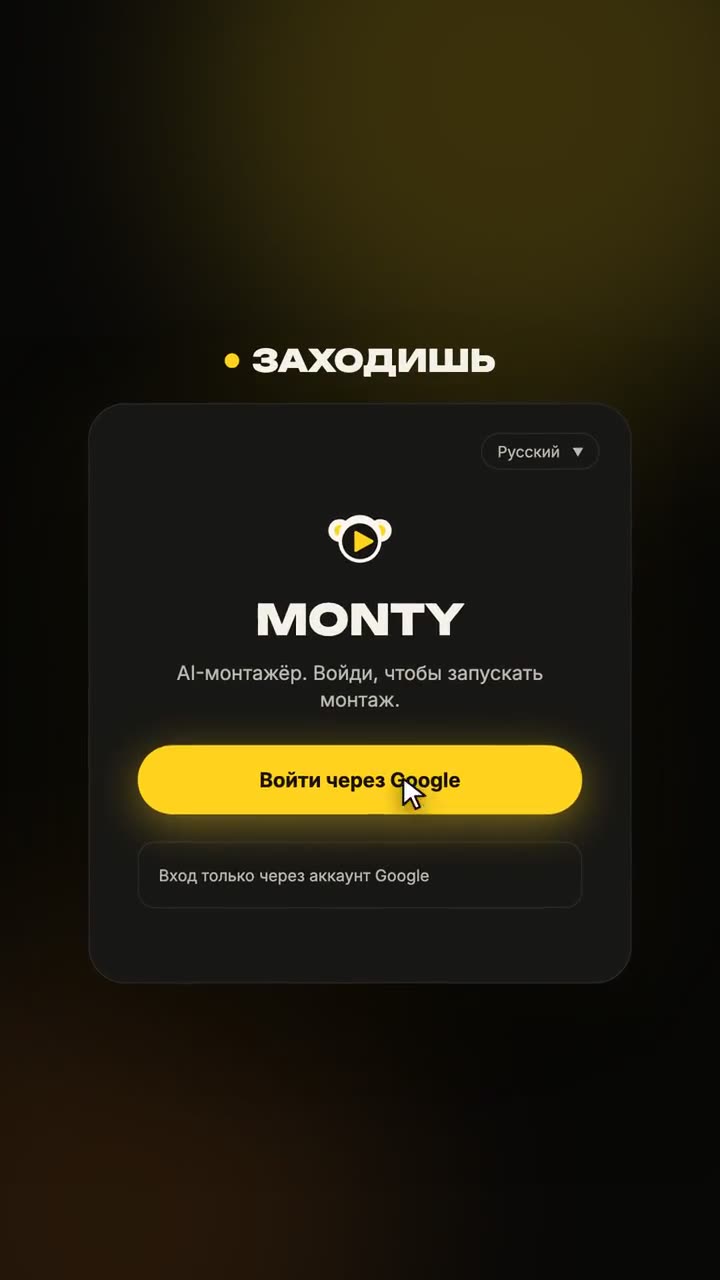 ЗАХОДИШЬ
Русский
MONTY
AI-монтажёр. Войди, чтобы запускать
монтаж.
Войти через Google
Вход только через аккаунт Google